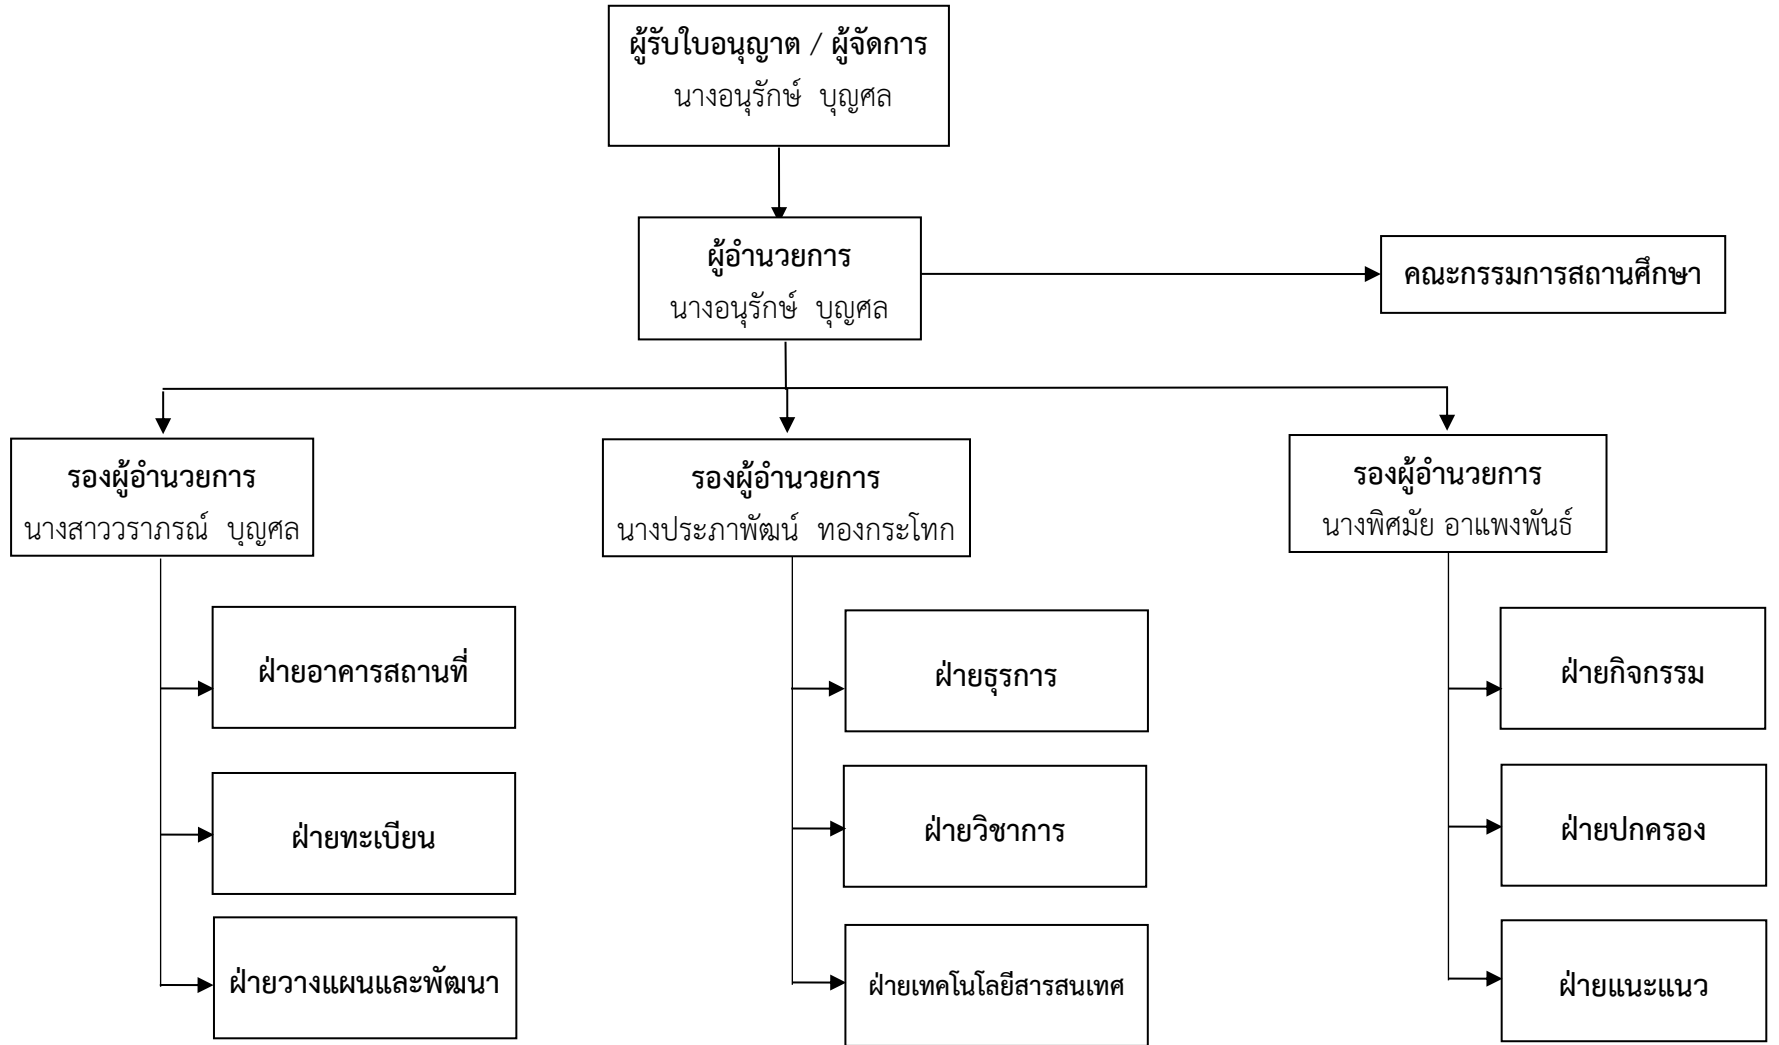 ผู้รับใบอนุญาต / ผู้จัดการ
นางอนุรักษ์ บุญศล
ผู้อำนวยการ
นางอนุรักษ์ บุญศล
คณะกรรมการสถานศึกษา
รองผู้อำนวยการ
นางสาววราภรณ์ บุญศล
รองผู้อำนวยการ
นางประภาพัฒน์ ทองกระโทก
รองผู้อำนวยการ
นางพิศมัย อาแพงพันธ์
ฝ่ายอาคารสถานที่
ฝ่ายธุรการ
ฝ่ายกิจกรรม
ฝ่ายทะเบียน
ฝ่ายวิชาการ
ฝ่ายปกครอง
ฝ่ายวางแผนและพัฒนา
ฝ่ายเทคโนโลยีสารสนเทศ
ฝ่ายแนะแนว